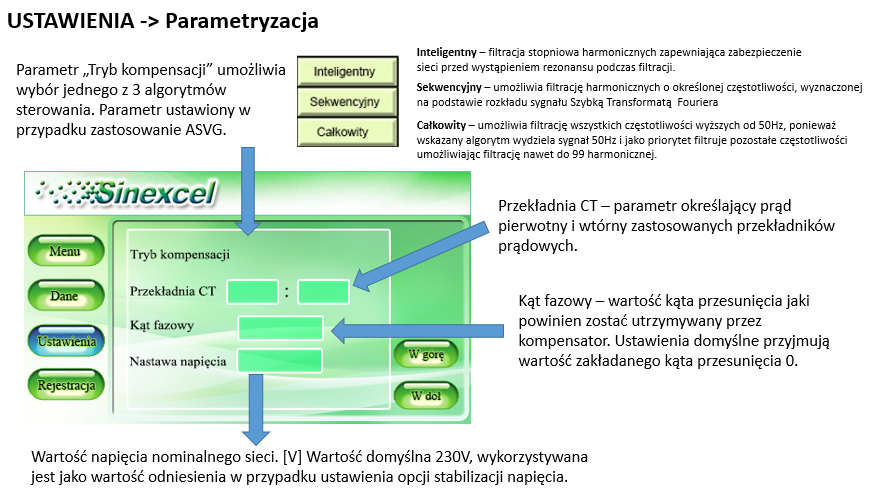 USTAWIENIA -> Parametryzacja
Parametr „Tryb kompensacji” umożliwia
wybór jednego z 3 algorytmów
sterowania. Parametr ustawiony w
przypadku zastosowanie ASVG.
Inteligentny
Sekwencyjny
Całkowity
Inteligentny – filtracja stopniowa harmonicznych zapewniająca zabezpieczenie
sieci przed wystąpieniem rezonansu podczas filtracji.
Sekwencyjny – umożliwia filtrację harmonicznych o określonej częstotliwości, wyznaczonej
na podstawie rozkładu sygnału Szybką Transformatą Fouriera
Całkowity – umożliwia filtrację wszystkich częstotliwości wyższych od 50Hz, ponieważ
wskazany algorytm wydziela sygnał 50Hz i jako priorytet filtruje pozostałe częstotliwości
umożliwiając filtrację nawet do 99 harmonicznej.
Sinexcel
Menu
Dane
Ustawienia
Rejestracja
Tryb kompensacji
Przekładnia CT :
Kąt fazowy
Nastawa napięcia
W górę
W dół
Przekładnia CT – parametr określający prąd
pierwotny i wtórny zastosowanych przekładników
prądowych.
Kąt fazowy – wartość kąta przesunięcia jaki
powinien zostać utrzymywany przez
kompensator. Ustawienia domyślne przyjmują
wartość zakładanego kąta przesunięcia 0.
Wartość napięcia nominalnego sieci. [V] Wartość domyślna 230V, wykorzystywana
jest jako wartość odniesienia w przypadku ustawienia opcji stabilizacji napięcia.